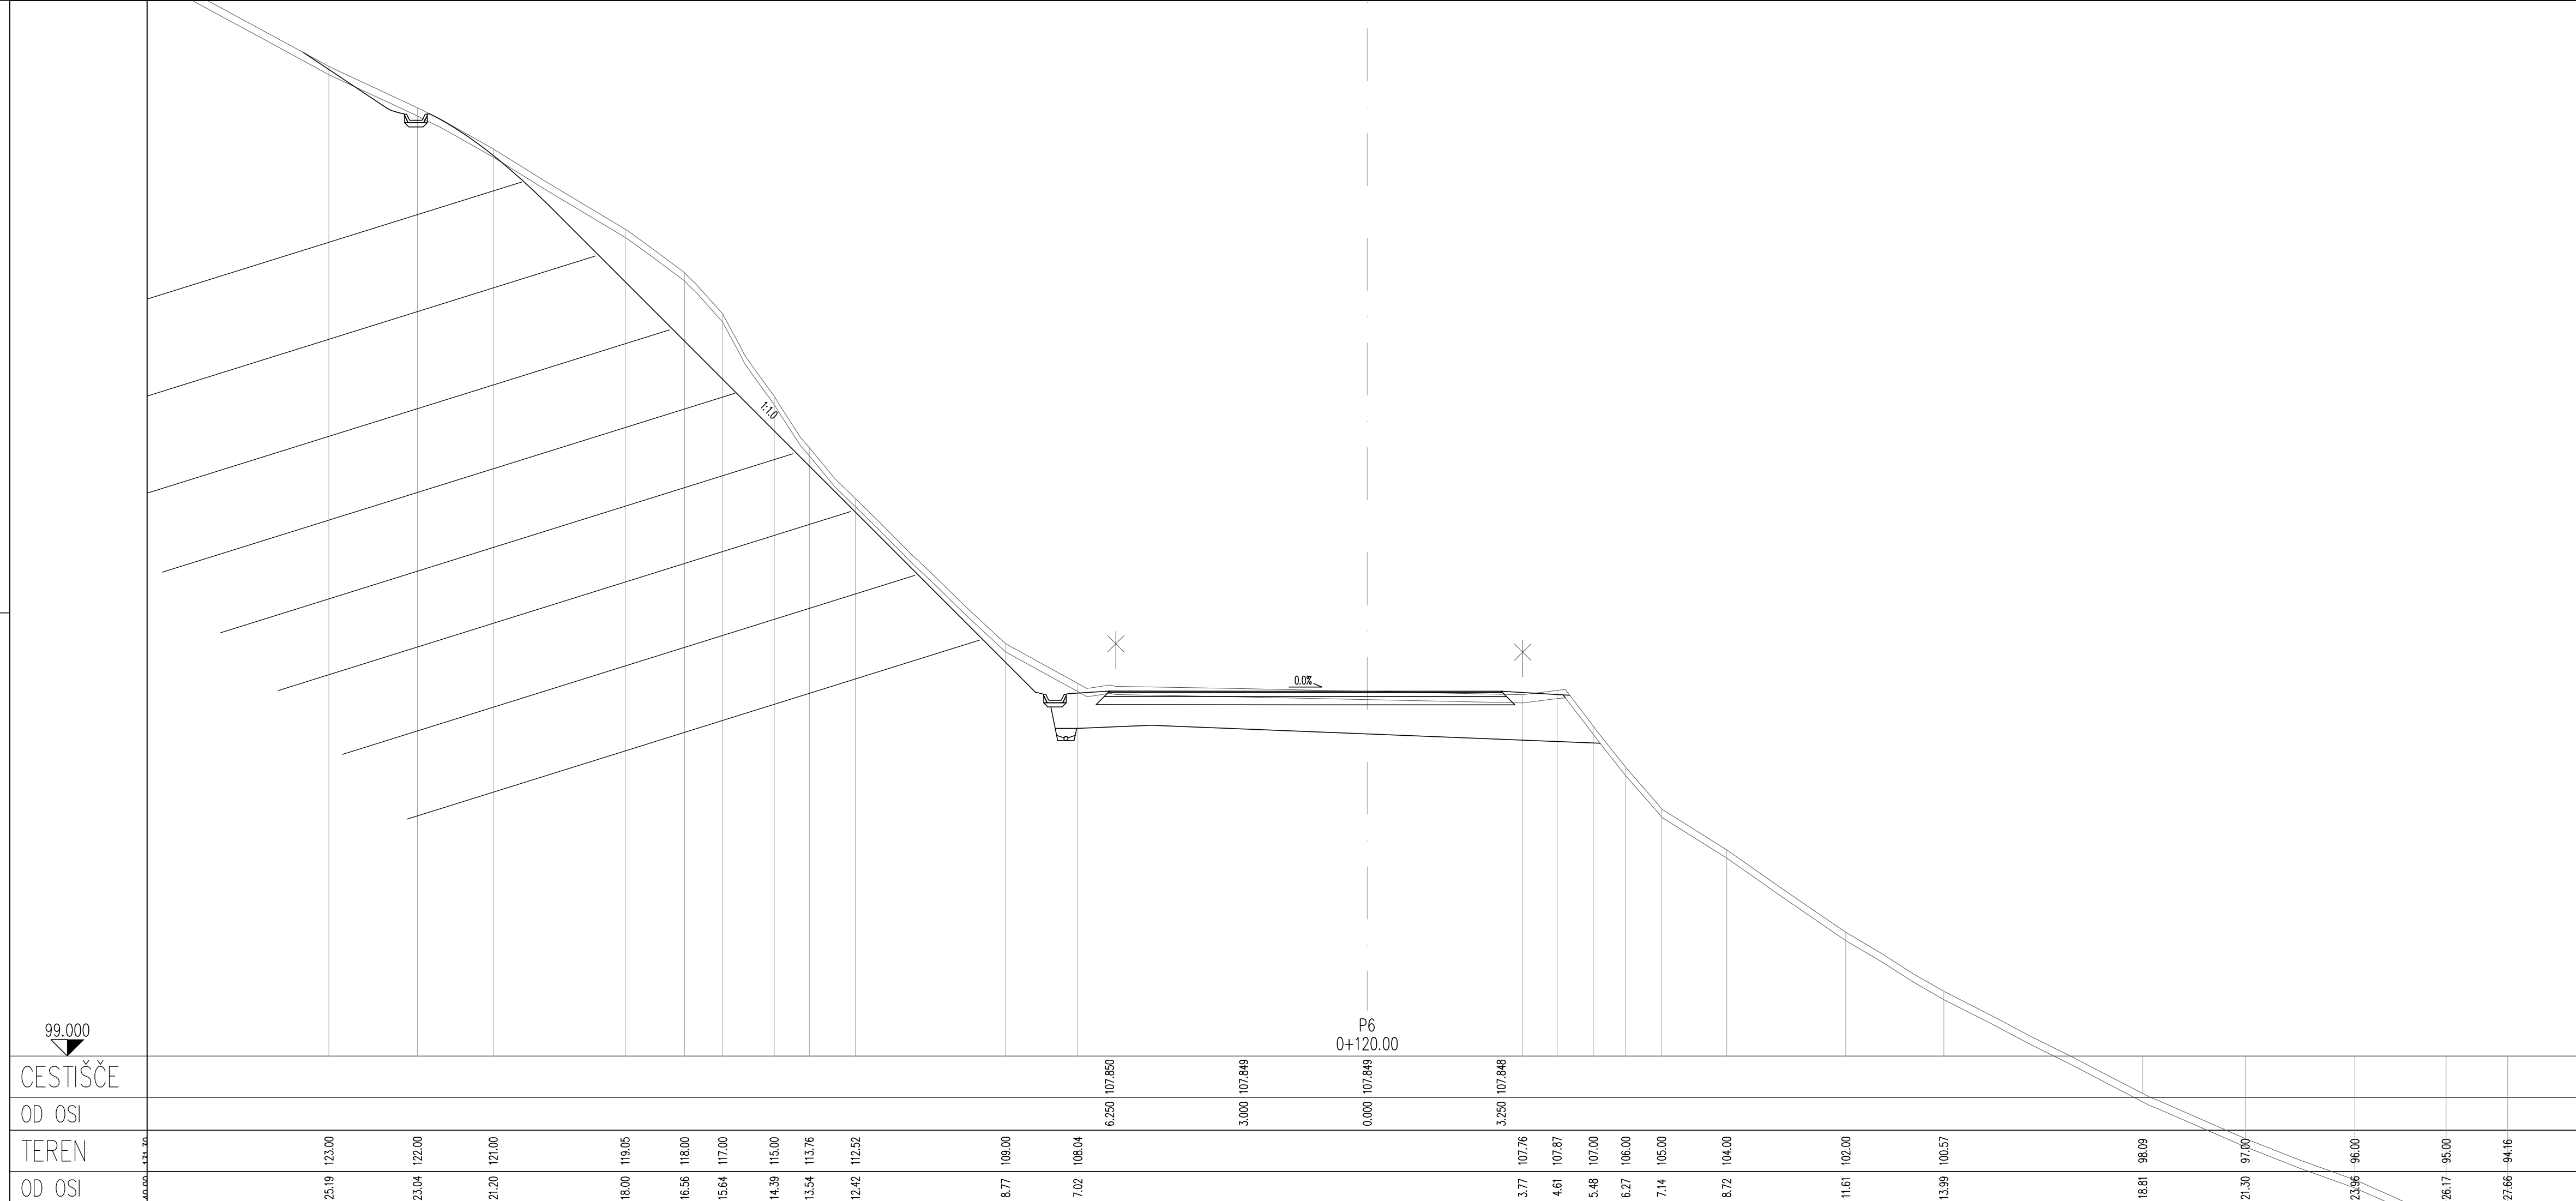 1:1.0
0.0%
99.000
P6
0+120.00
CESTIŠČE 107.850 107.849 107.849 107.848
OD OSI 6.250 3.000 0.000 3.250
TEREN 123.00 122.00 121.00 119.05 118.00 117.00 115.00 113.76 112.52 109.00 108.04 107.76 107.87 107.00 106.00 105.00 104.00 102.00 100.57 98.09 97.00 96.00 95.00 94.16
OD OSI 25.19 23.04 21.20 18.00 16.56 15.64 14.39 13.54 12.42 8.77 7.02 3.77 4.61 5.48 6.27 7.14 8.72 11.61 13.99 18.81 21.30 23.96 26.17 27.66